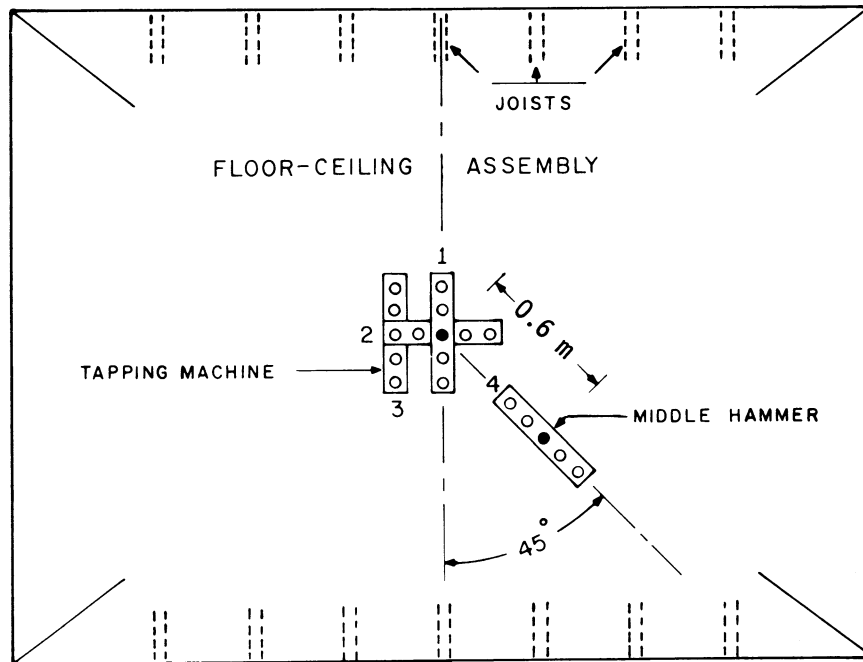 JOISTS
FLOOR-CEILING ASSEMBLY
1
0.6 m
2
TAPPING MACHINE
4
3
MIDDLE HAMMER
45°